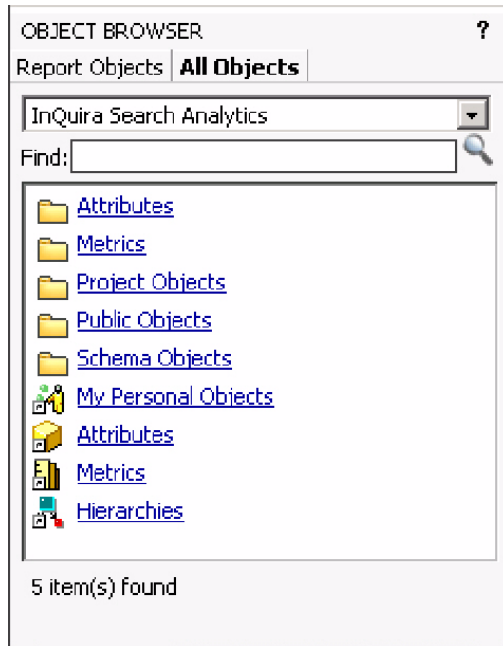 OBJECT BROWSER ?
Report Objects All Objects
InQuira Search Analytics
Find:
Attributes
Metrics
Project Objects
Public Objects
Schema Objects
My Personal Objects
Attributes
Metrics
Hierarchies
5 item(s) found